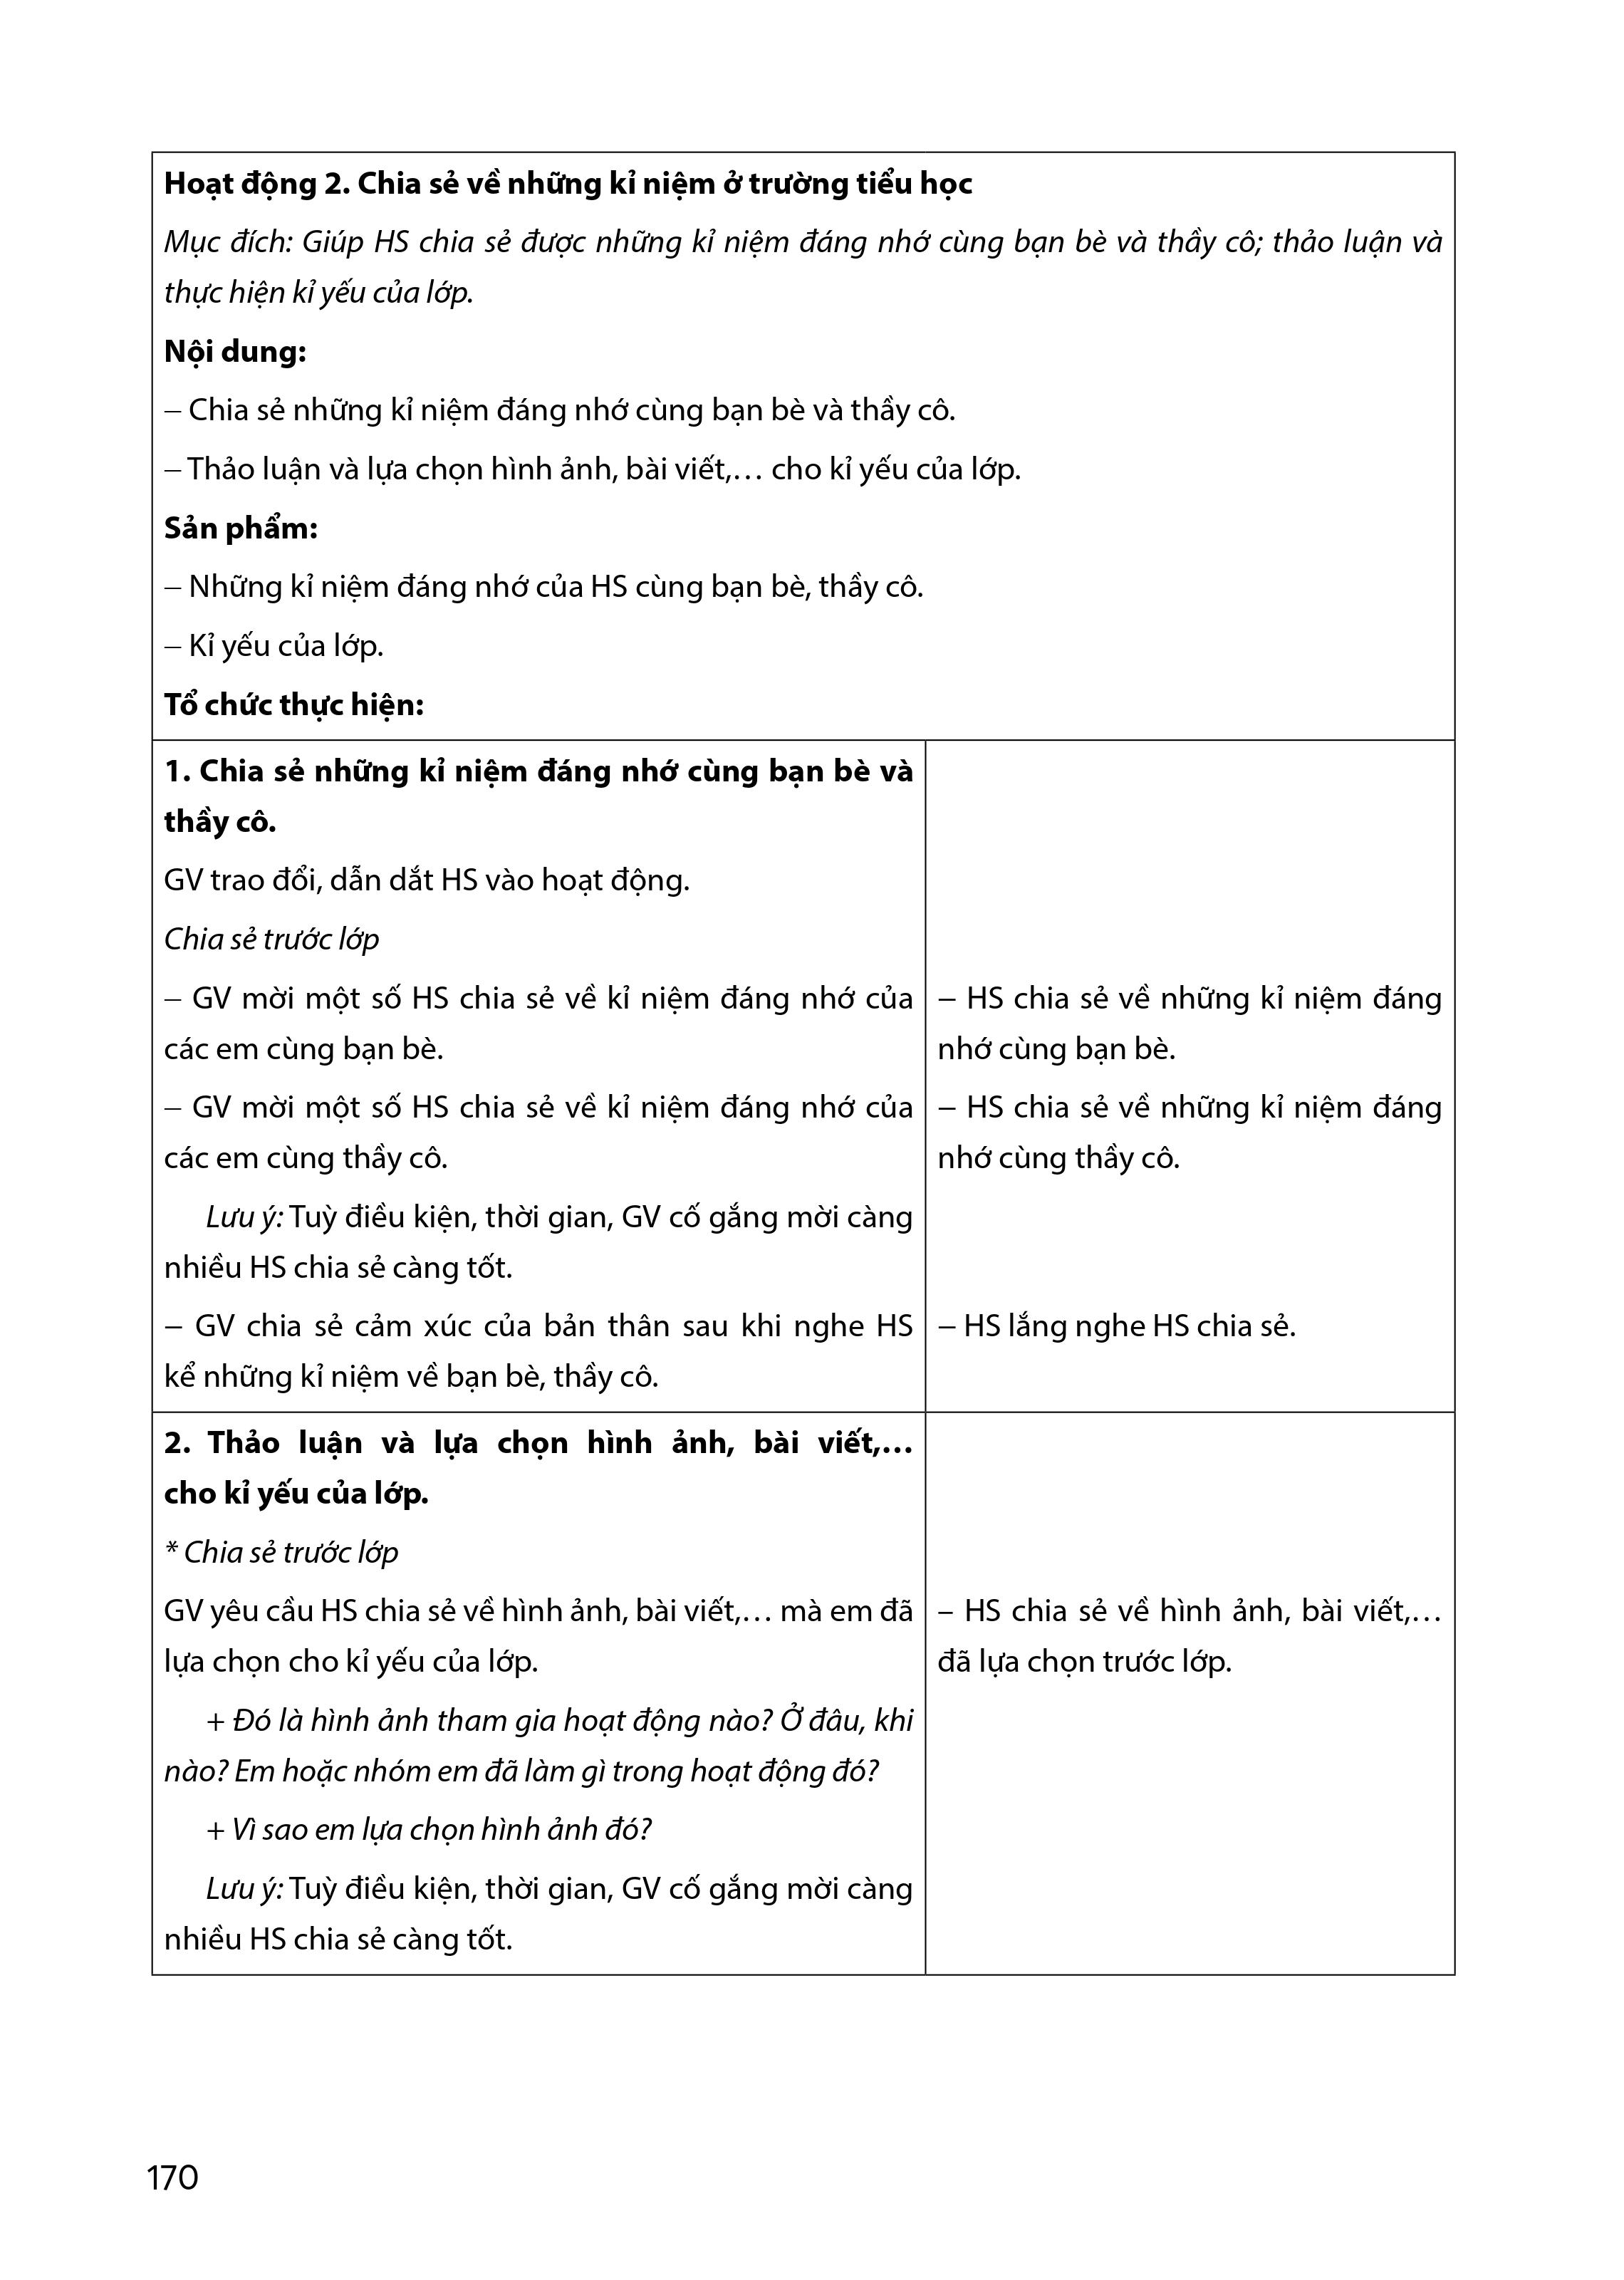 Hoạt động 2. Chia sẻ về những kỉ niệm ở trường tiểu học
Mục đích: Giúp HS chia sẻ được những kỉ niệm đáng nhớ cùng bạn bè và thầy cô; thảo luận và
thực hiện kỉ yếu của lớp.
Nội dung:
– Chia sẻ những kỉ niệm đáng nhớ cùng bạn bè và thầy cô.
– Thảo luận và lựa chọn hình ảnh, bài viết,… cho kỉ yếu của lớp.
Sản phẩm:
– Những kỉ niệm đáng nhớ của HS cùng bạn bè, thầy cô.
– Kỉ yếu của lớp.
Tổ chức thực hiện:
1. Chia sẻ những kỉ niệm đáng nhớ cùng bạn bè và
thầy cô.
GV trao đổi, dẫn dắt HS vào hoạt động.
Chia sẻ trước lớp
– GV mời một số HS chia sẻ về kỉ niệm đáng nhớ của
các em cùng bạn bè.
– GV mời một số HS chia sẻ về kỉ niệm đáng nhớ của
các em cùng thầy cô.
Lưu ý: Tuỳ điều kiện, thời gian, GV cố gắng mời càng
nhiều HS chia sẻ càng tốt.
– GV chia sẻ cảm xúc của bản thân sau khi nghe HS
kể những kỉ niệm về bạn bè, thầy cô.
– HS chia sẻ về những kỉ niệm đáng
nhớ cùng bạn bè.
– HS chia sẻ về những kỉ niệm đáng
nhớ cùng thầy cô.
– HS lắng nghe HS chia sẻ.
2. Thảo luận và lựa chọn hình ảnh, bài viết,…
cho kỉ yếu của lớp.
* Chia sẻ trước lớp
GV yêu cầu HS chia sẻ về hình ảnh, bài viết,… mà em đã
lựa chọn cho kỉ yếu của lớp.
+ Đó là hình ảnh tham gia hoạt động nào? Ở đâu, khi
nào? Em hoặc nhóm em đã làm gì trong hoạt động đó?
+ Vì sao em lựa chọn hình ảnh đó?
Lưu ý: Tuỳ điều kiện, thời gian, GV cố gắng mời càng
nhiều HS chia sẻ càng tốt.
– HS chia sẻ về hình ảnh, bài viết,…
đã lựa chọn trước lớp.
170